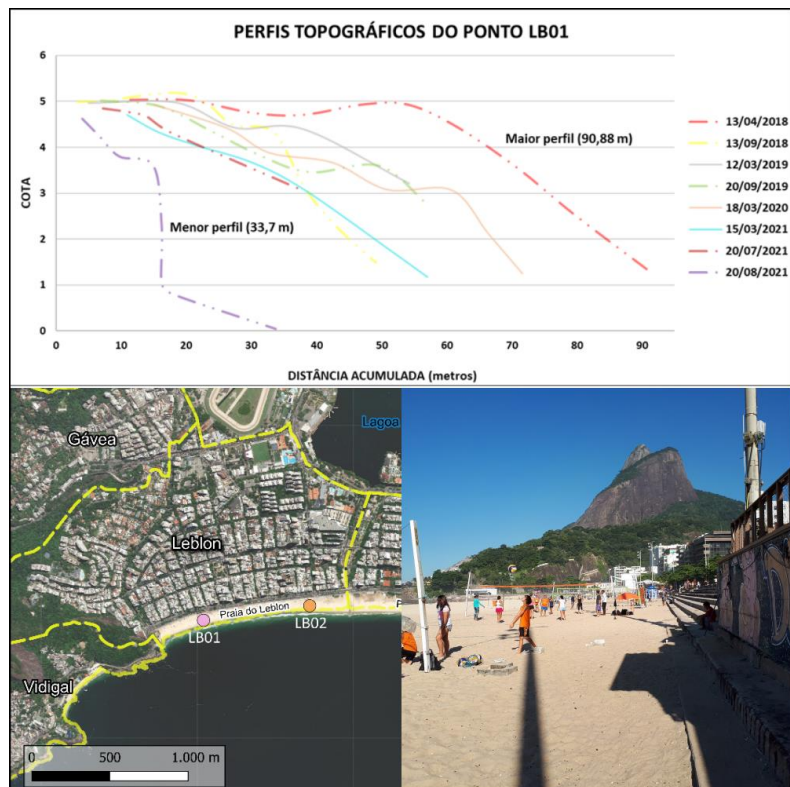 PERFIS TOPOGRÁFICOS DO PONTO LB01
6
5
4
3
2
1
0
COTA
0 10 20 30 40 50 60 70 80 90
DISTÂNCIA ACUMULADA (metros)
Maior perfil (90,88 m)
Menor perfil (33,7 m)
13/04/2018
13/09/2018
12/03/2019
20/09/2019
18/03/2020
15/03/2021
20/07/2021
20/08/2021
Gávea
Lagoa
Leblon
Praia do Leblon
LB01
LB02
Vidigal
0 500 1.000 m